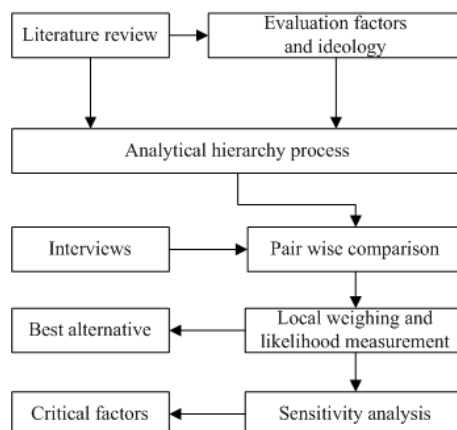 Literature review
Evaluation factors
and ideology
Analytical hierarchy process
Interviews
Pair wise comparison
Best alternative
Local weighing and
likelihood measurement
Critical factors
Sensitivity analysis